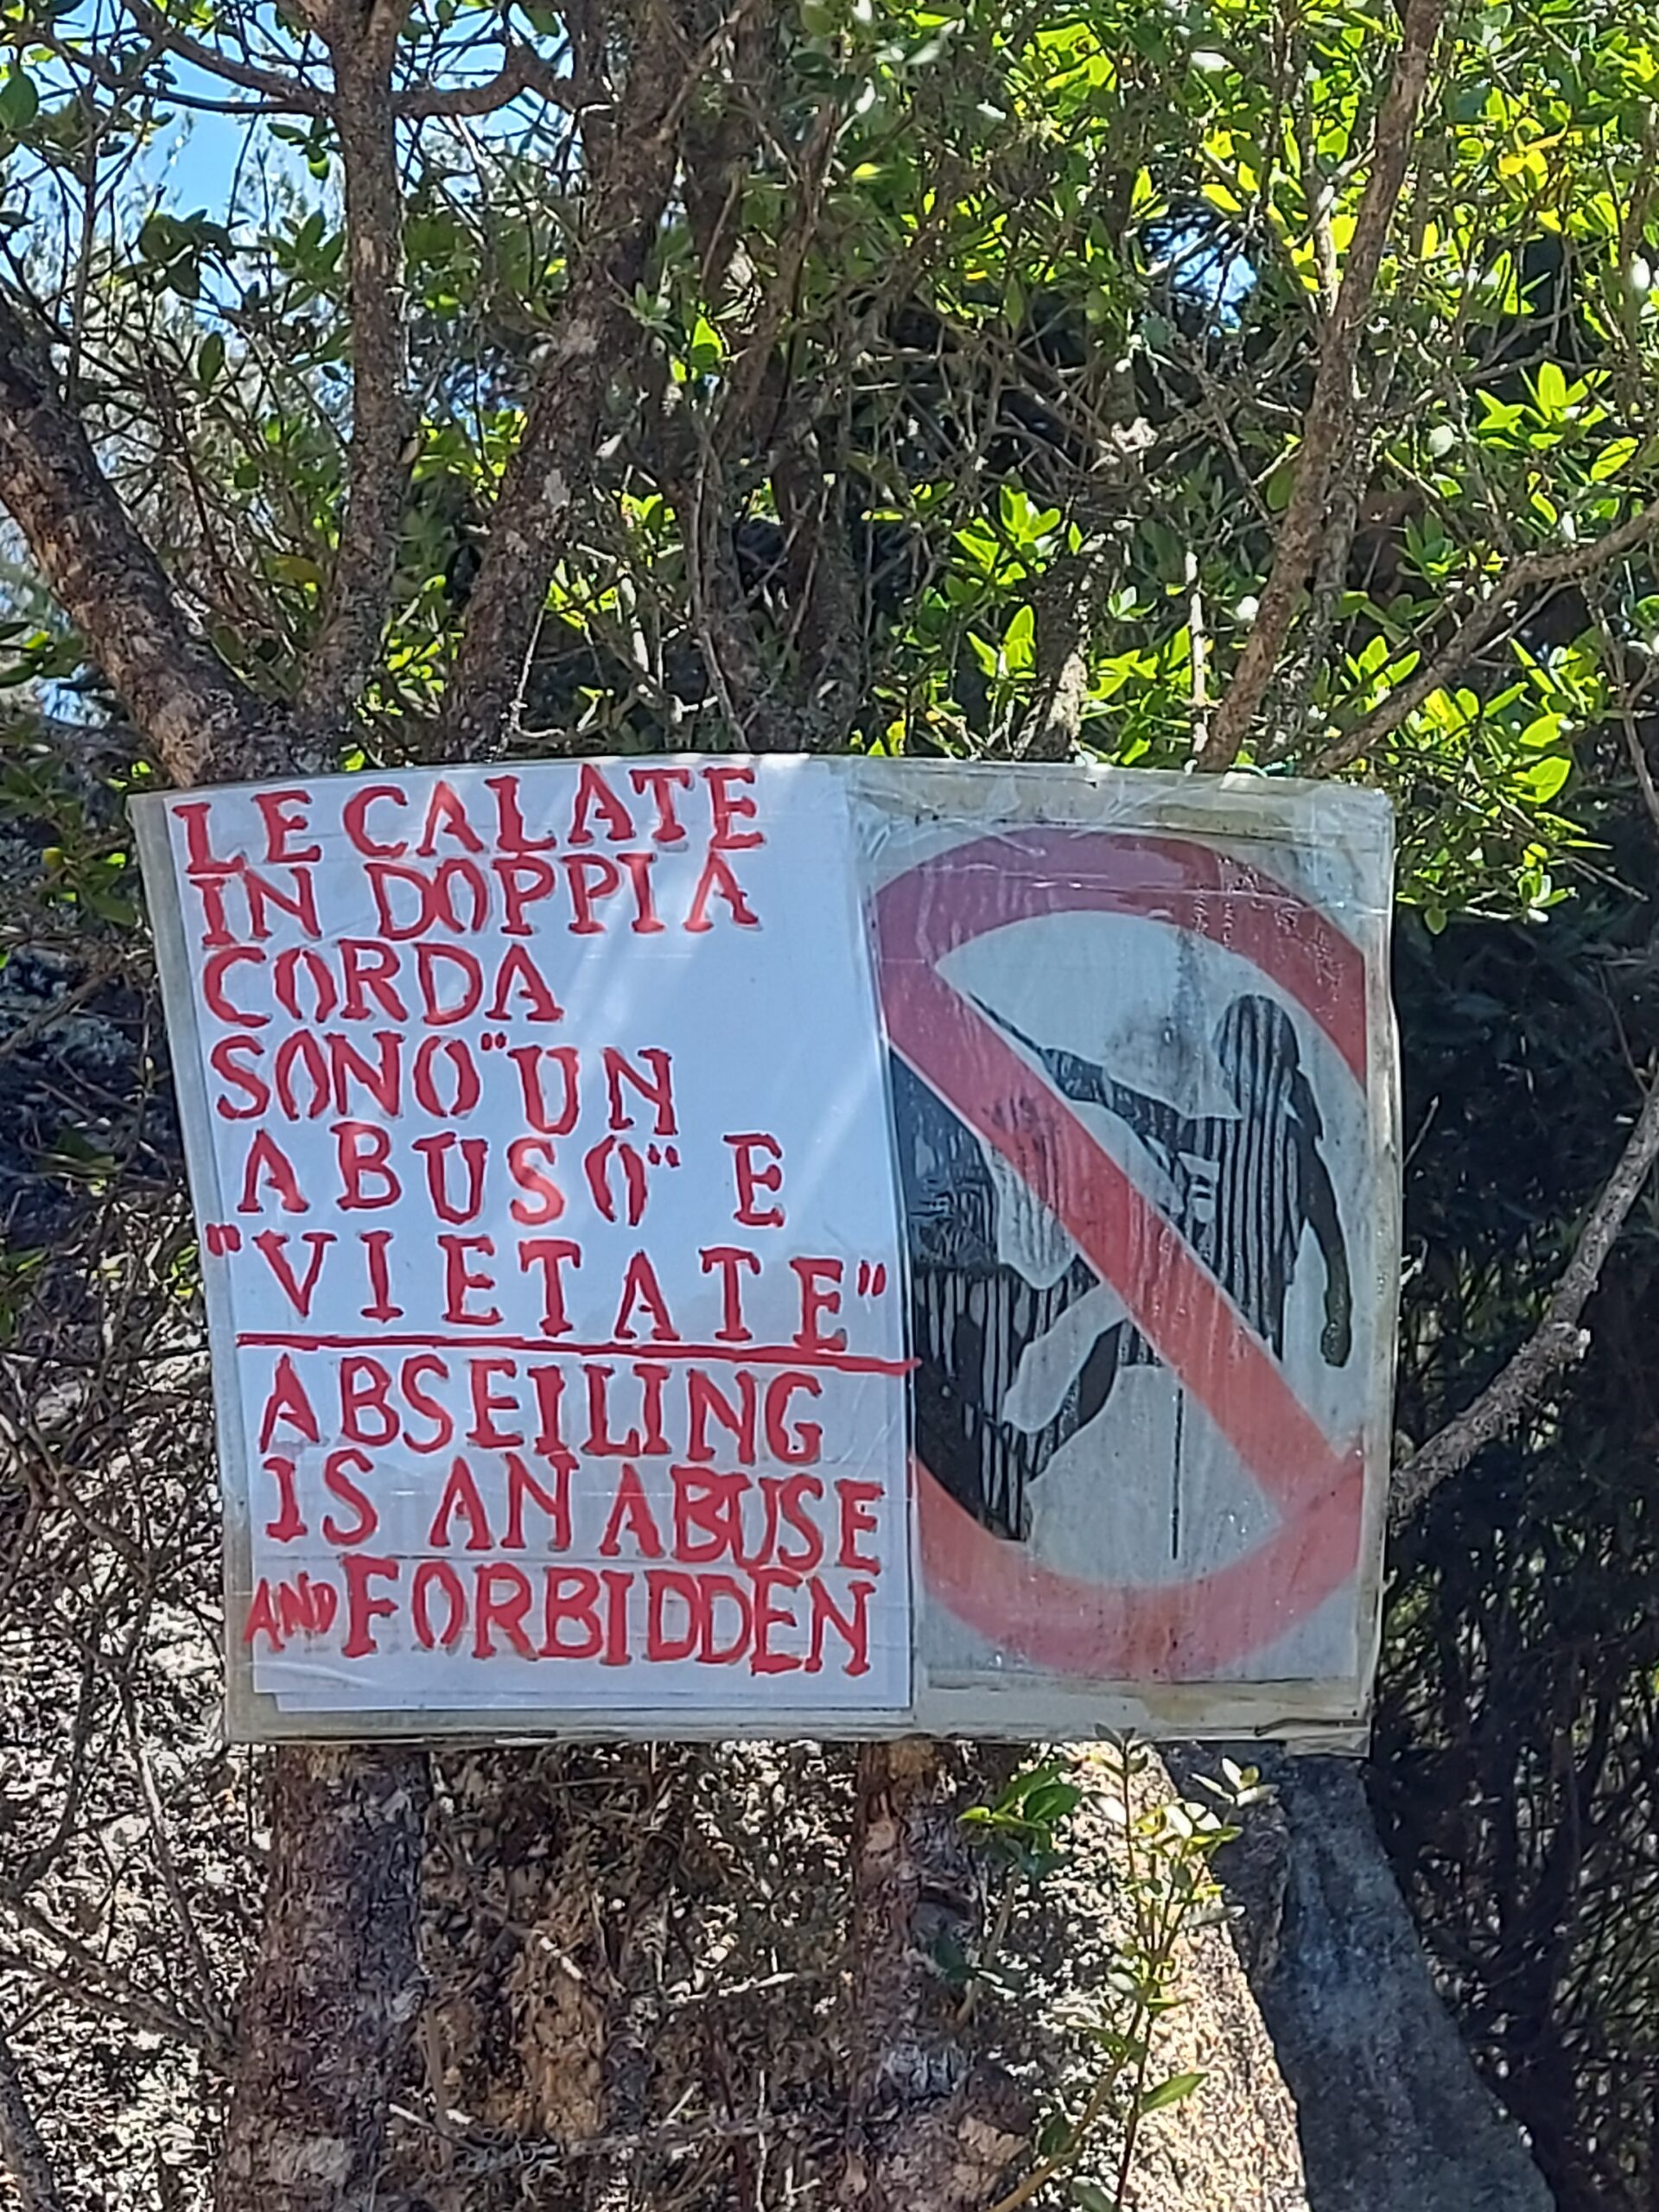 LE CALATE
IN DOPPIA
CORDA
SONO "UN
ABUSO" E
"VIETATE"
ABSEILING
IS AN ABUSE
AND FORBIDDEN